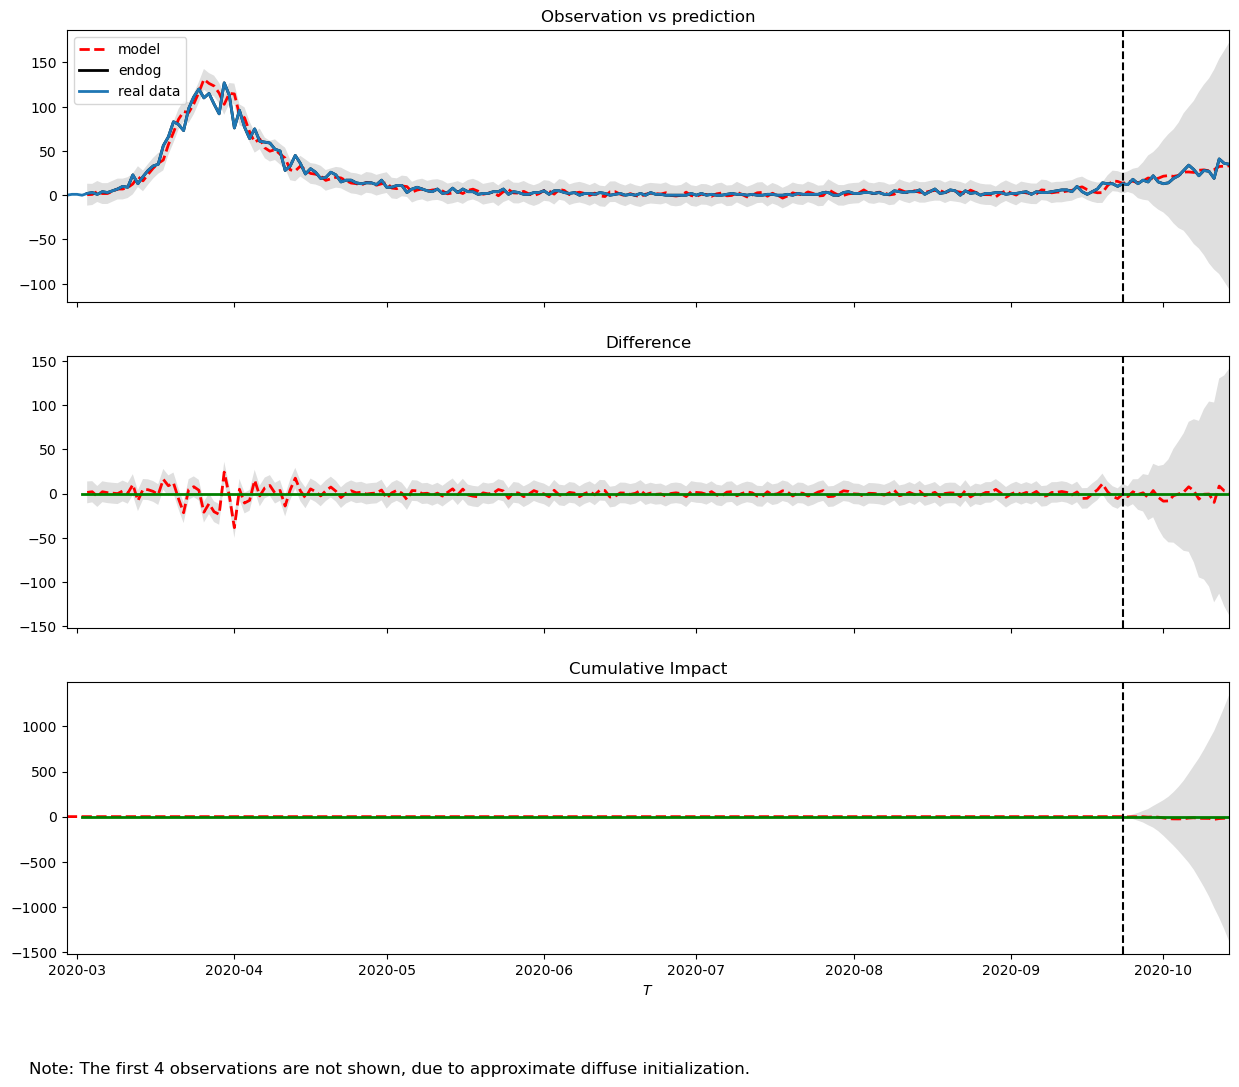 Observation vs prediction
model
endog
real data
150
100
50
0
−50
−100
Difference
150
100
50
0
−50
−100
−150
Cumulative Impact
1000
500
0
−500
−1000
−1500
2020-03 2020-04 2020-05 2020-06 2020-07 2020-08 2020-09 2020-10
T
Note: The first 4 observations are not shown, due to approximate diffuse initialization.